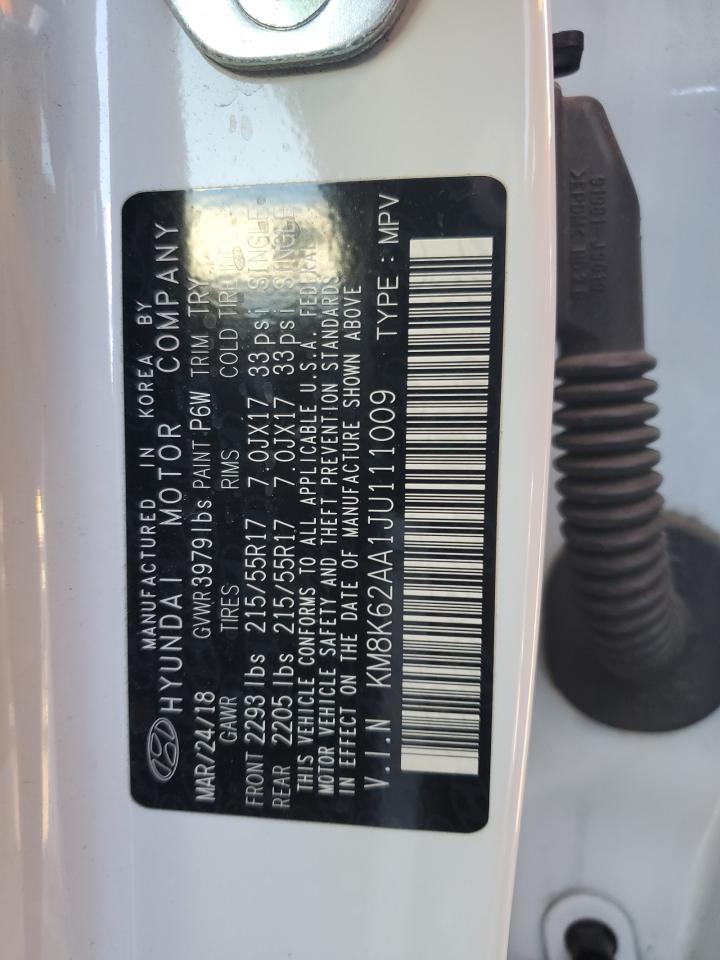 MANUFACTURED IN KOREA BY
HYUNDAI MOTOR COMPANY
MAR/24/18 GVWR 3979 lbs PAINT P6W TRIM TRY
GAWR TIRES RIMS COLD TIRE
FRONT 2293 lbs 215/55R17 7.0JX17 33psi SINGLE.
REAR 2205 lbs 215/55R17 7.0JX17 33psi SINGLE
THIS VEHICLE CONFORMS TO ALL APPLICABLE U.S.A. FEDERAL
MOTOR VEHICLE SAFETY AND THEFT PREVENTION STANDARDS
IN EFFECT ON THE DATE OF MANUFACTURE SHOWN ABOVE
V.I.N KM8K62AA1JU111009 TYPE : MPV